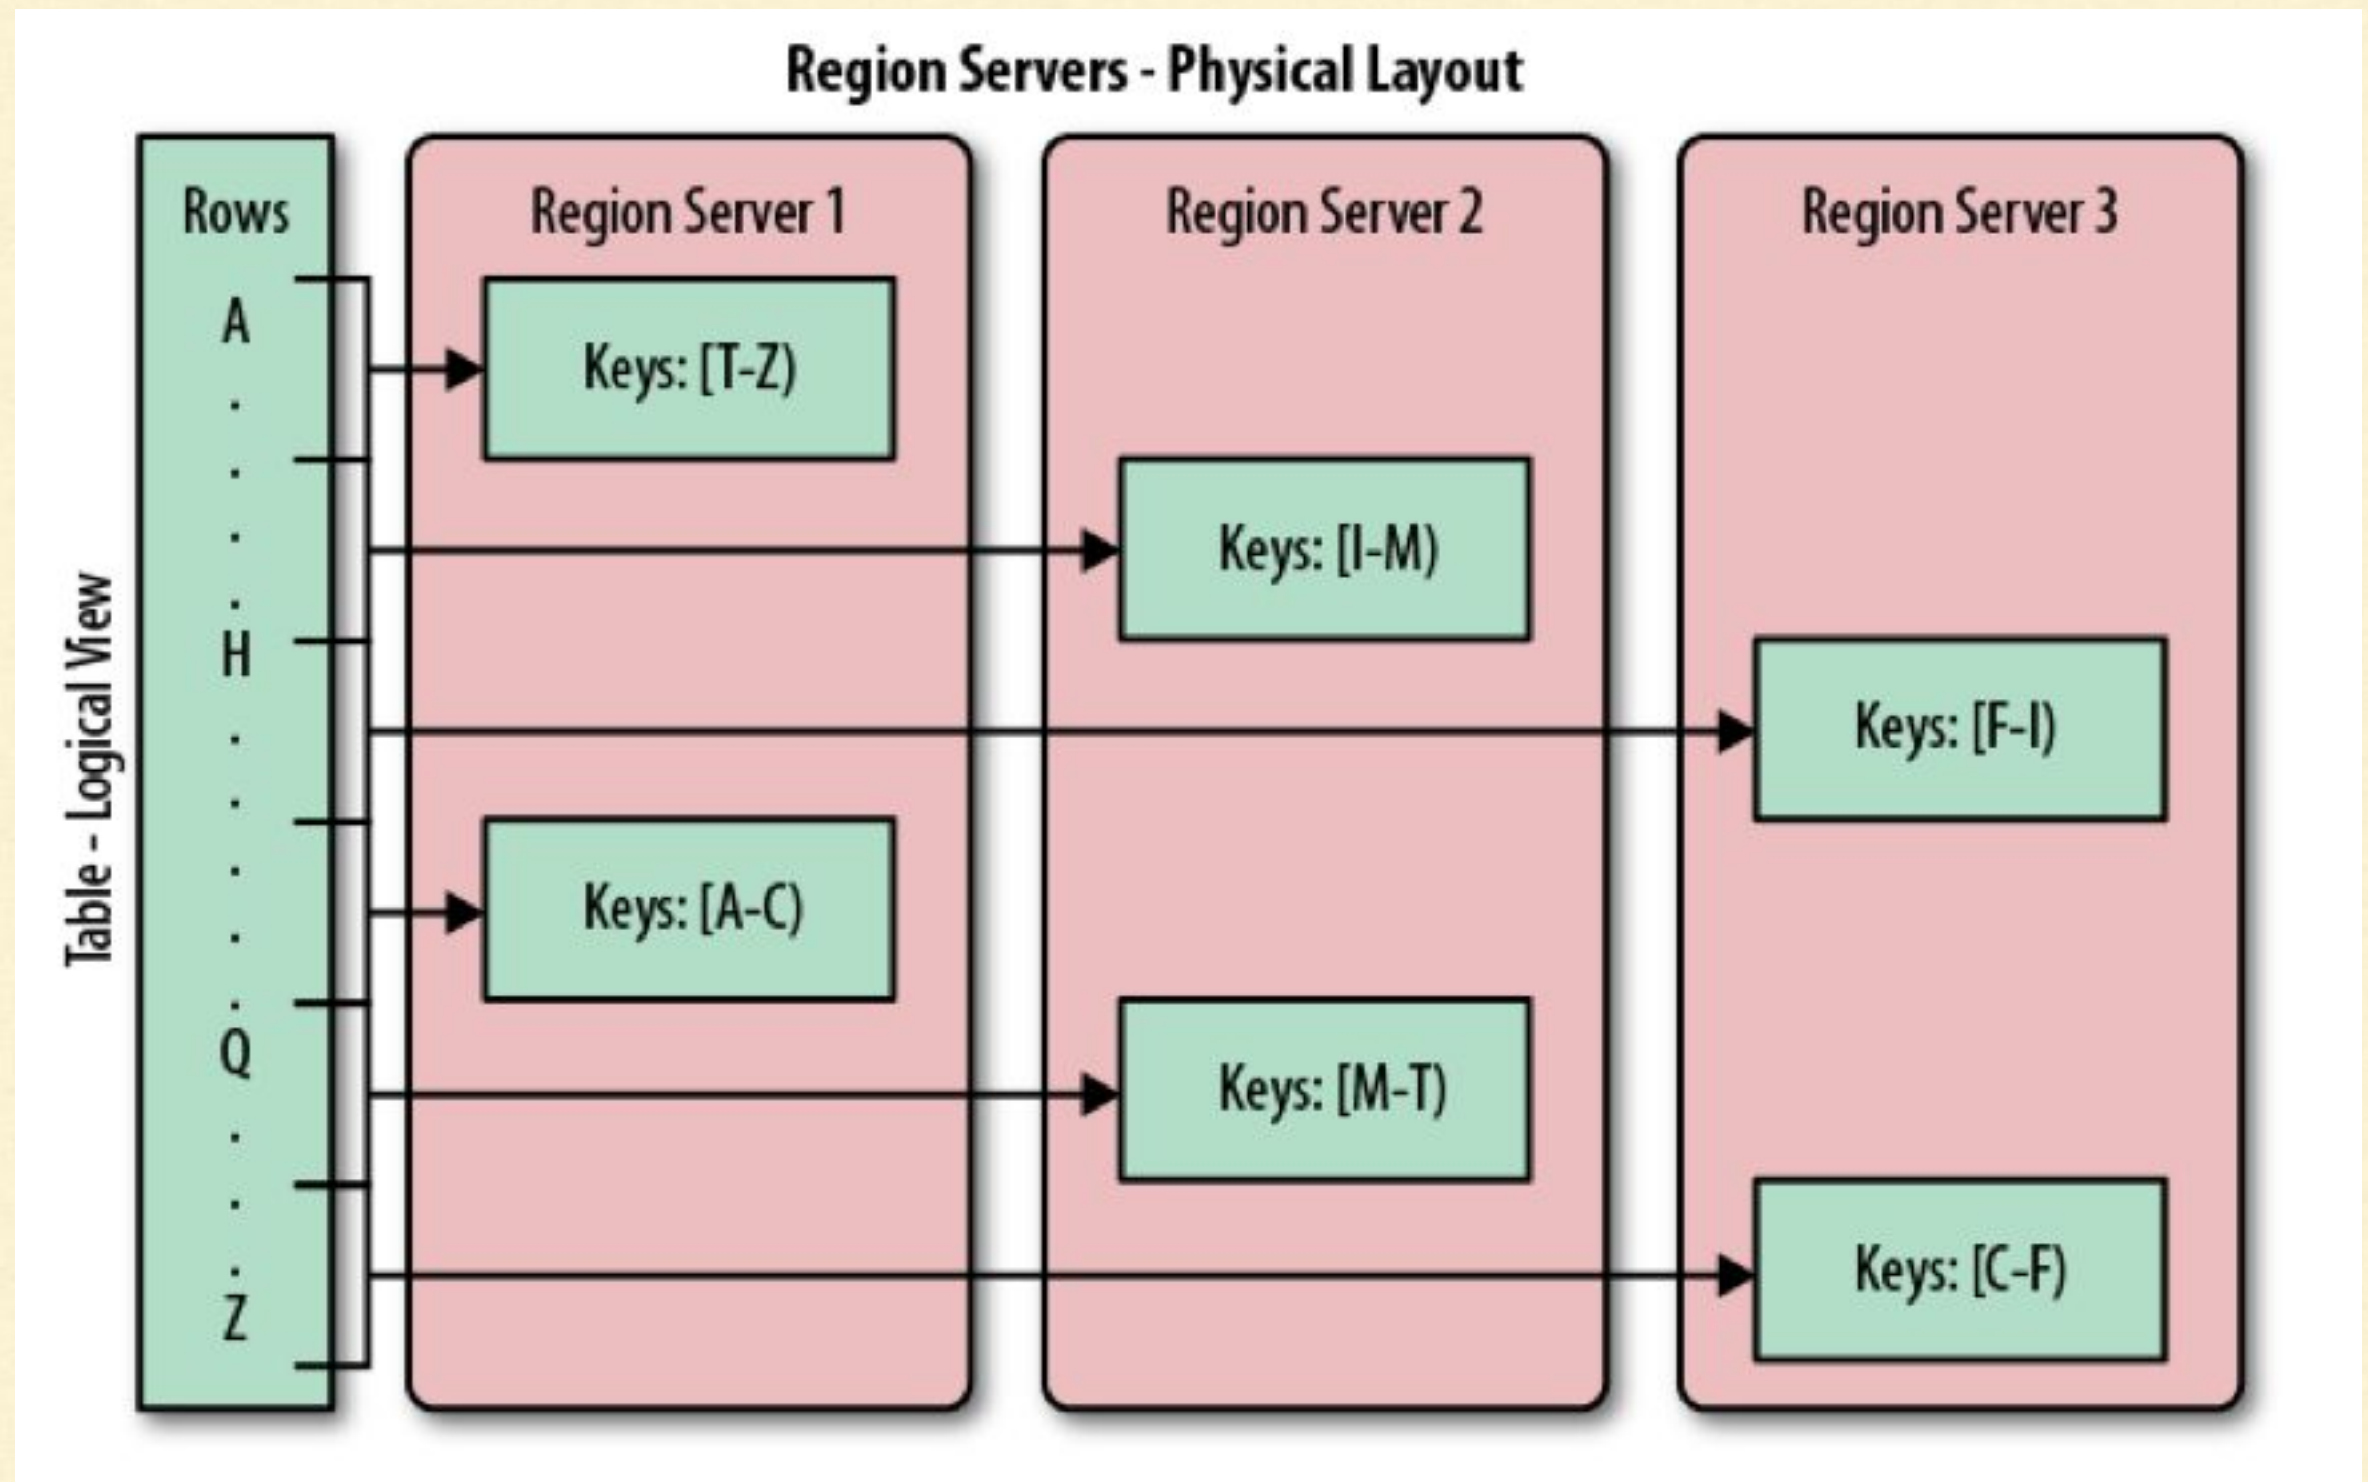 Region Servers - Physical Layout
Table - Logical View
Rows
A
.
.
.
.
H
.
.
.
.
.
Q
.
.
.
Z
Region Server 1
Keys: [T-Z)
Keys: [A-C)
Region Server 2
Keys: [I-M)
Keys: [M-T)
Region Server 3
Keys: [F-I)
Keys: [C-F)